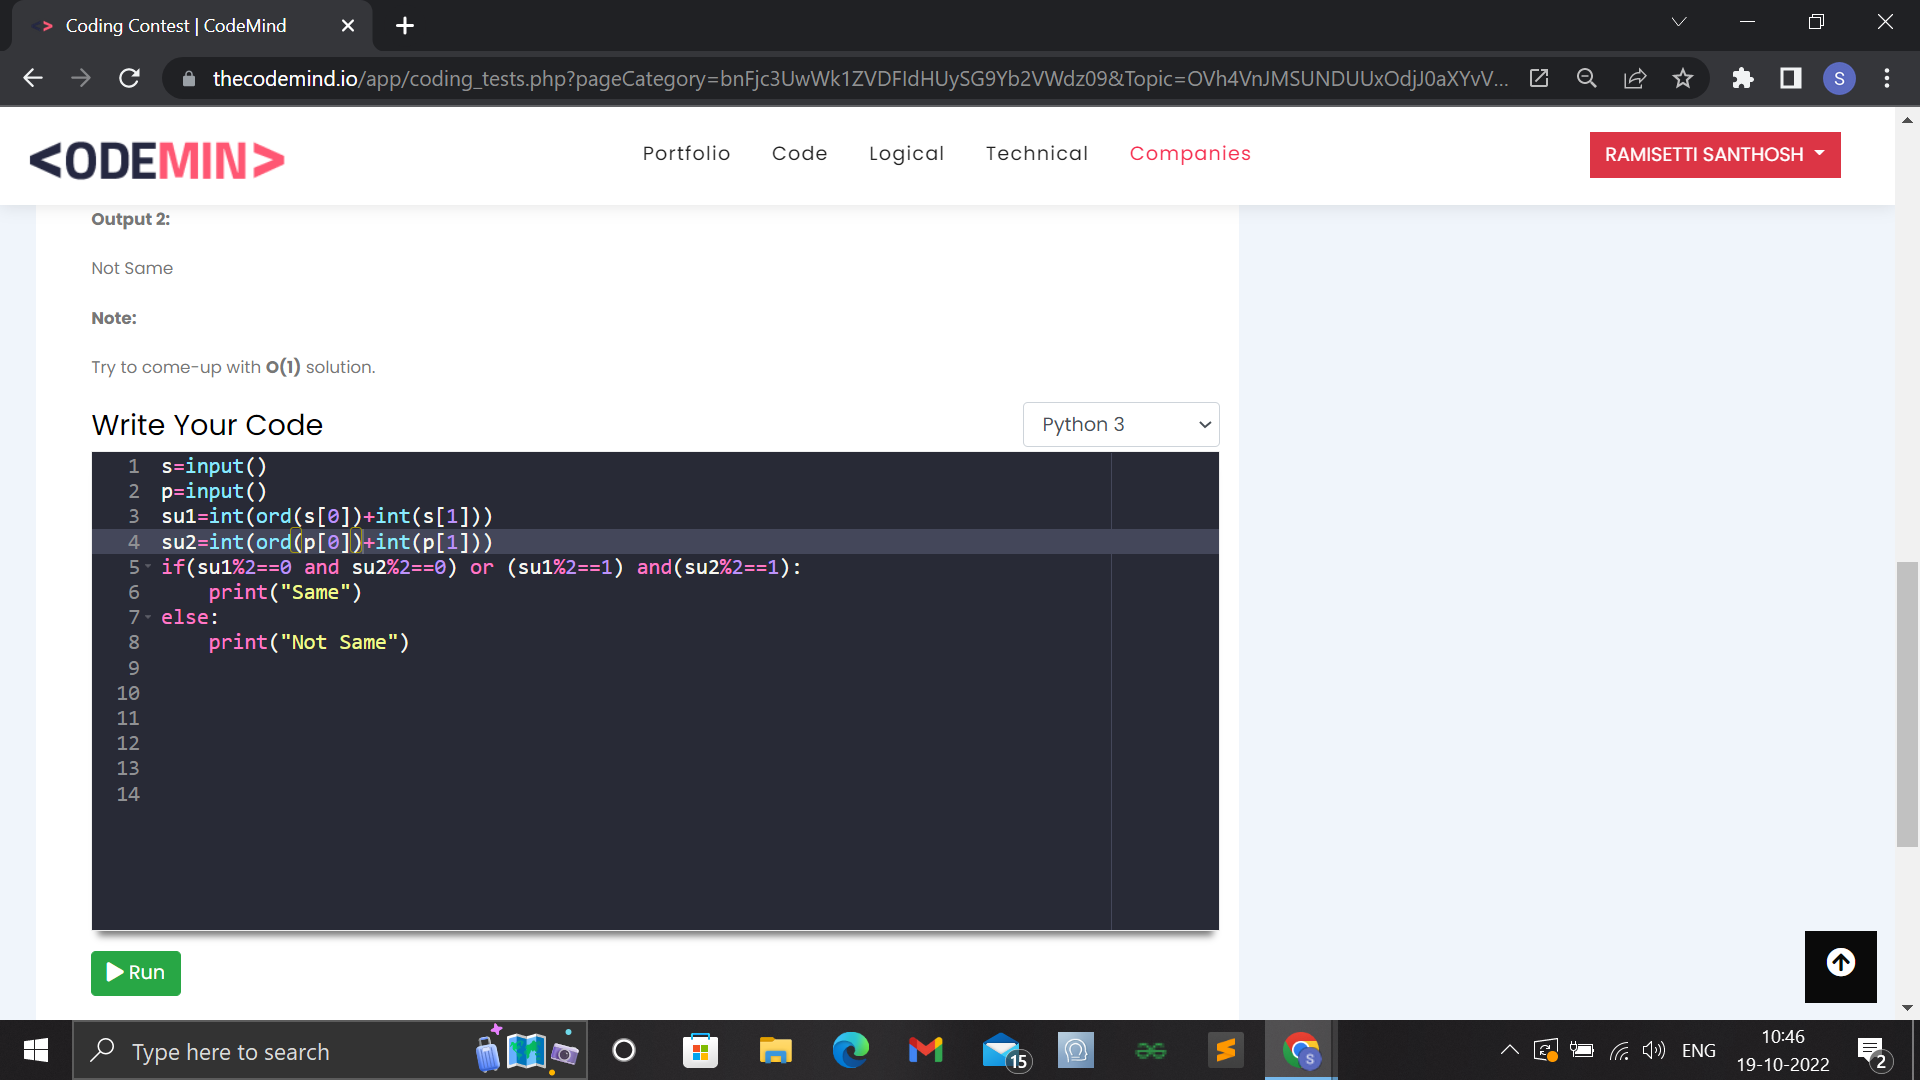 Coding Contest | CodeMind
thecodemind.io/app/coding_tests.php?pageCategory=bnFjc3UwWk1ZVDFIdHUySG9Yb2VWdz09&Topic=OVh4VnJMSUNDUUxOdjJ0aXYvV...
S
<ODEMIN>
Portfolio Code Logical Technical Companies
RAMISETTI SANTHOSH
Output 2:
Not Same
Note:
Try to come-up with O(1) solution.
Write Your Code
Python 3
1 s=input()
2 p=input()
3 su1=int(ord(s[0])+int(s[1]))
4 su2=int(ord(p[0])+int(p[1]))
5 if(su1%2==0 and su2%2==0) or (su1%2==1) and(su2%2==1):
6 print("Same")
7 else:
8 print("Not Same")
9
10
11
12
13
14
Run
Type here to search
15
S
S
ENG
10:46
19-10-2022
2